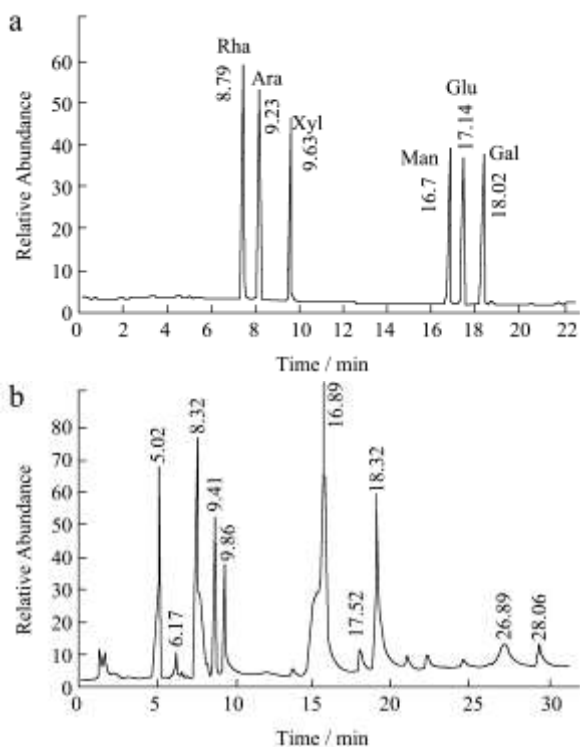 a
Relative Abundance
60
50
40
30
20
10
0
Rha
8.79
Ara
9.23
Xyl
9.63
Man
16.7
Glu
17.14
Gal
18.02
0 2 4 6 8 10 12 14 16 18 20 22
Time / min
b
Relative Abundance
80
70
60
50
40
30
20
10
0
5.02
6.17
8.32
9.41
9.86
16.89
17.52
18.32
26.89
28.06
0 5 10 15 20 25 30
Time / min